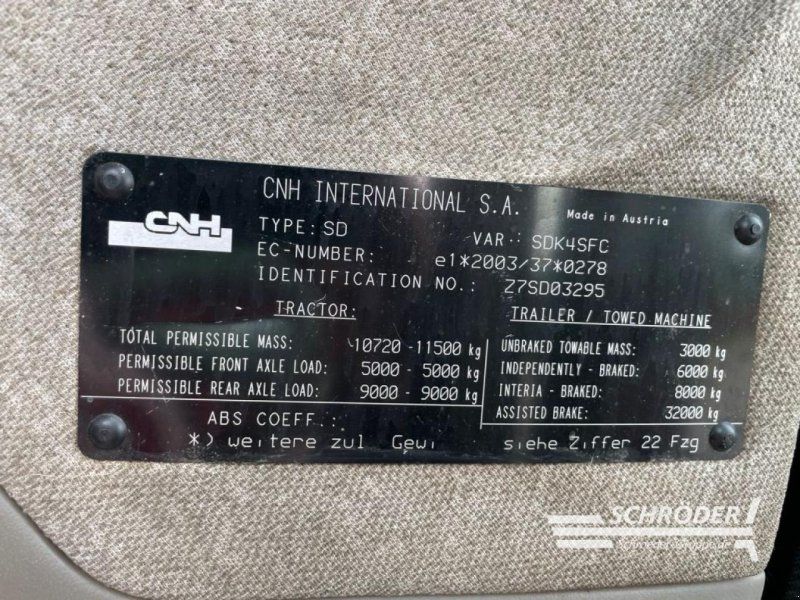 CNH INTERNATIONAL S.A.
Made in Austria
CNH
TYPE: SD
VAR.: SDK4SFC
EC-NUMBER: e1*2003/37*0278
IDENTIFICATION NO.: Z7SD03295
TRACTOR:
TOTAL PERMISSIBLE MASS: 10720 - 11500 kg
PERMISSIBLE FRONT AXLE LOAD: 5000 - 5000 kg
PERMISSIBLE REAR AXLE LOAD: 9000 - 9000 kg
TRAILER / TOWED MACHINE
UNBRAKED TOWABLE MASS: 3000 kg
INDEPENDENTLY - BRAKED: 6000 kg
INTERIA - BRAKED: 8000 kg
ASSISTED BRAKE: 32000 kg
ABS COEFF.:
*) weitere zul Gewi siehe Ziffer 22 Fzg
SCHRÖDER